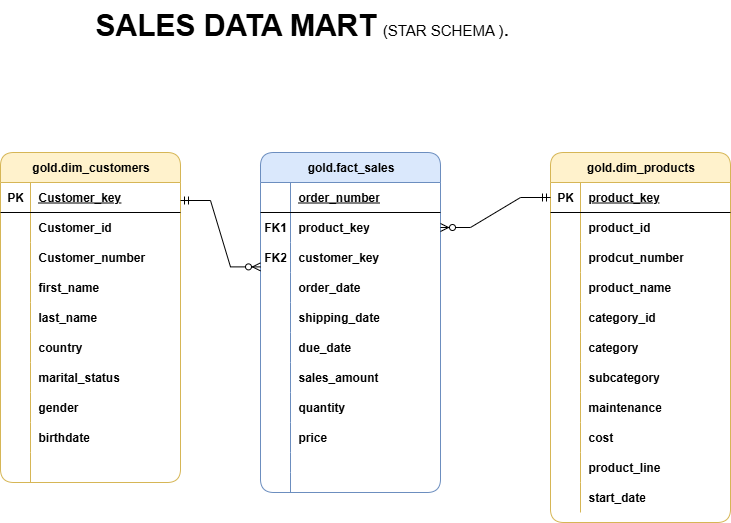 SALES DATA MART (STAR SCHEMA ).
gold.dim_customers
PK Customer_key
Customer_id
Customer_number
first_name
last_name
country
marital_status
gender
birthdate
gold.fact_sales
order_number
FK1 product_key
FK2 customer_key
order_date
shipping_date
due_date
sales_amount
quantity
price
gold.dim_products
PK product_key
product_id
prodcut_number
product_name
category_id
category
subcategory
maintenance
cost
product_line
start_date